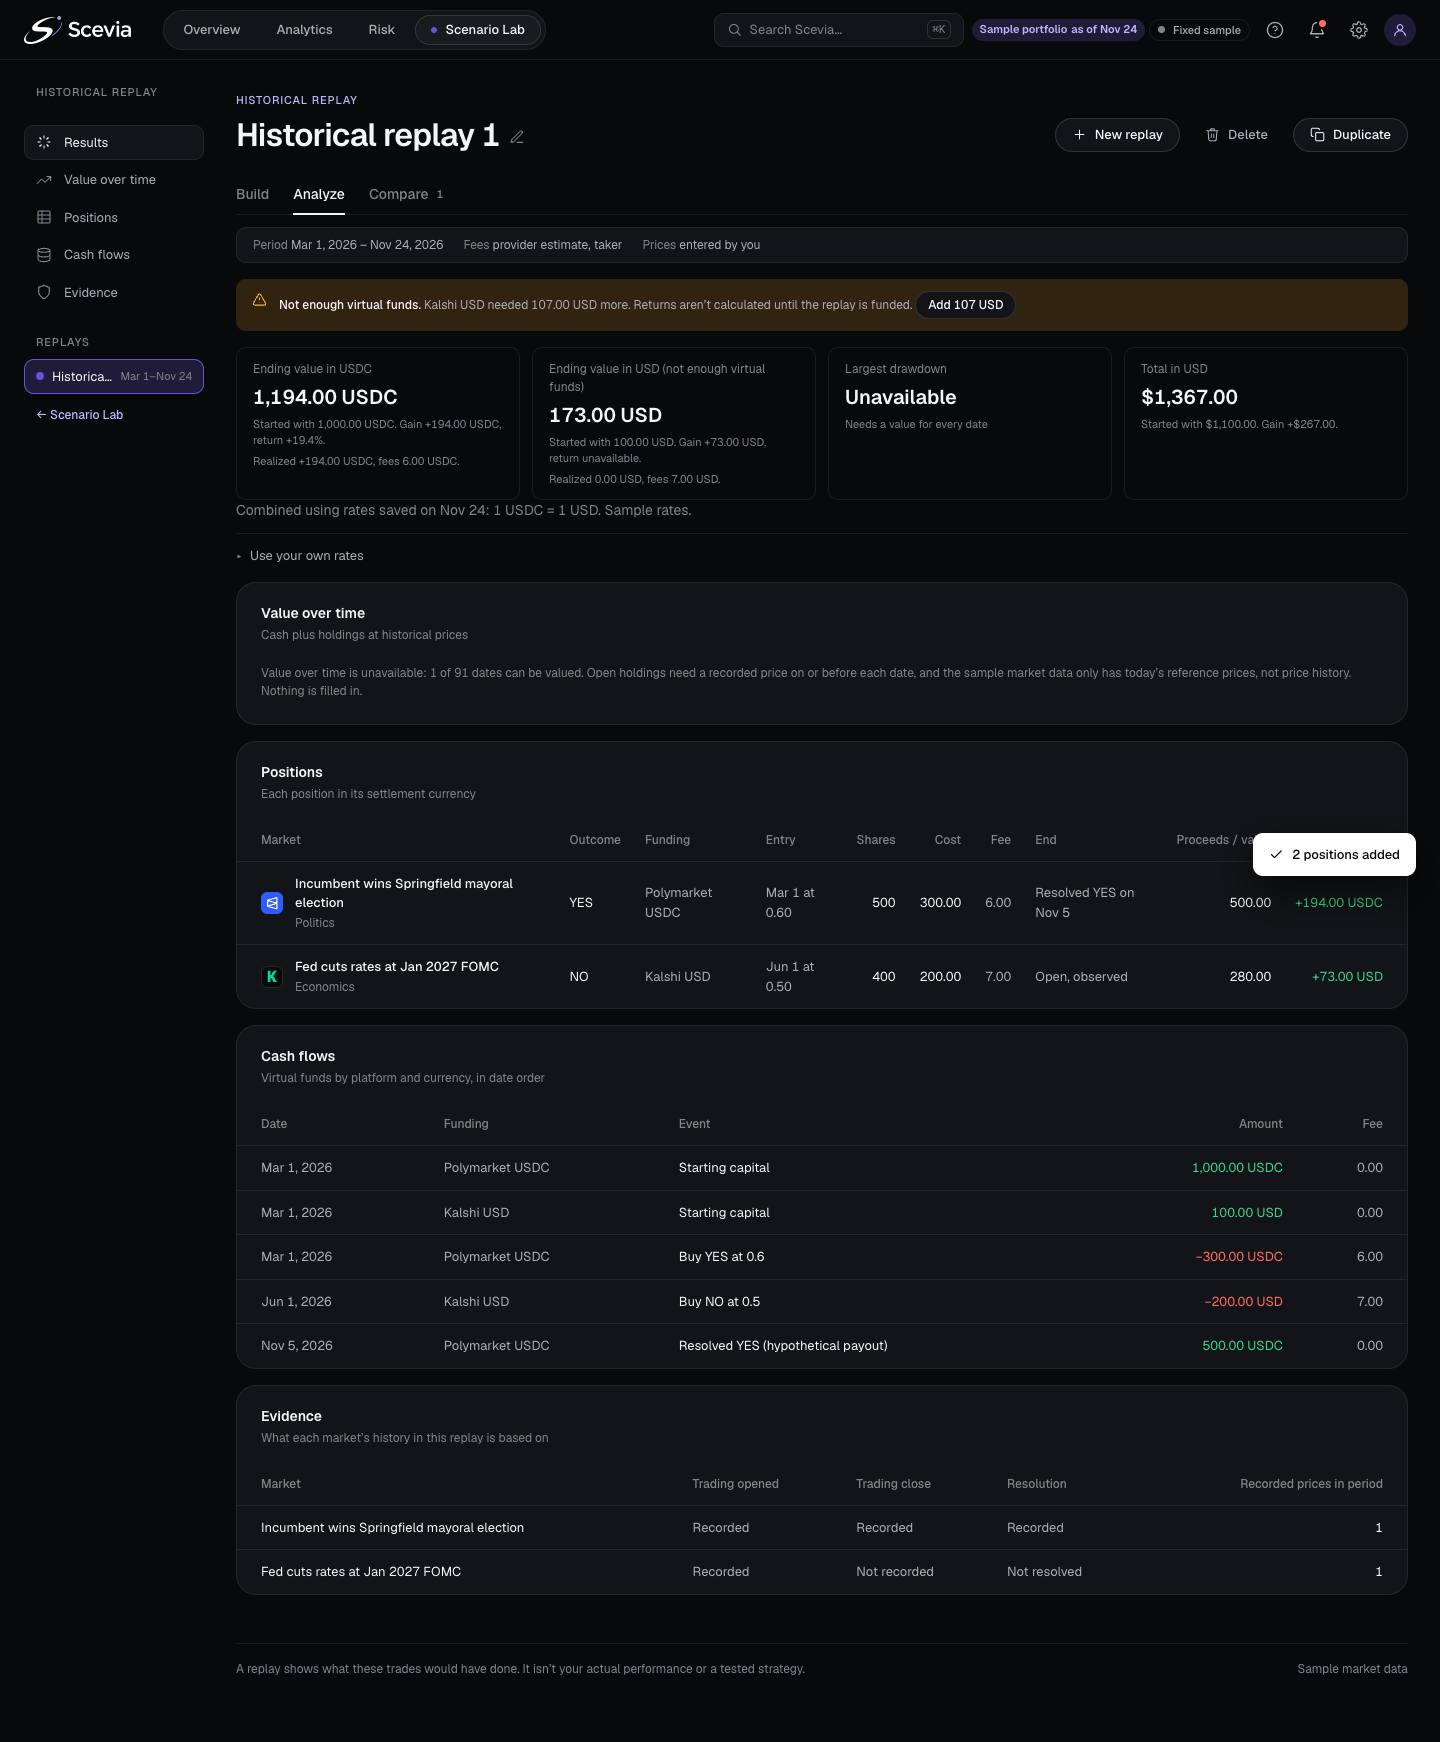 Scevia
Overview
Analytics
Risk
Scenario Lab
Search Scevia...
⌘K
Sample portfolio as of Nov 24
Fixed sample
HISTORICAL REPLAY
Results
Value over time
Positions
Cash flows
Evidence
REPLAYS
Historica... Mar 1–Nov 24
← Scenario Lab
HISTORICAL REPLAY
Historical replay 1
New replay
Delete
Duplicate
Build
Analyze
Compare 1
Period Mar 1, 2026 – Nov 24, 2026 Fees provider estimate, taker Prices entered by you
Not enough virtual funds. Kalshi USD needed 107.00 USD more. Returns aren't calculated until the replay is funded. Add 107 USD
Ending value in USDC
1,194.00 USDC
Started with 1,000.00 USDC. Gain +194.00 USDC,
return +19.4%.
Realized +194.00 USDC, fees 6.00 USDC.
Ending value in USD (not enough virtual
funds)
173.00 USD
Started with 100.00 USD. Gain +73.00 USD,
return unavailable.
Realized 0.00 USD, fees 7.00 USD.
Largest drawdown
Unavailable
Needs a value for every date
Total in USD
$1,367.00
Started with $1,100.00. Gain +$267.00.
Combined using rates saved on Nov 24: 1 USDC = 1 USD. Sample rates.
Use your own rates
Value over time
Cash plus holdings at historical prices
Value over time is unavailable: 1 of 91 dates can be valued. Open holdings need a recorded price on or before each date, and the sample market data only has today's reference prices, not price history.
Nothing is filled in.
Positions
Each position in its settlement currency
Market Outcome Funding Entry Shares Cost Fee End Proceeds /
2 positions added
Incumbent wins Springfield mayoral
election
Politics
YES
Polymarket
USDC
Mar 1 at
0.60
500 300.00 6.00
Resolved YES on
Nov 5
500.00 +194.00 USDC
Fed cuts rates at Jan 2027 FOMC
Economics
NO
Kalshi USD
Jun 1 at
0.50
400 200.00 7.00
Open, observed
280.00 +73.00 USD
Cash flows
Virtual funds by platform and currency, in date order
Date Funding Event Amount Fee
Mar 1, 2026 Polymarket USDC Starting capital 1,000.00 USDC 0.00
Mar 1, 2026 Kalshi USD Starting capital 100.00 USD 0.00
Mar 1, 2026 Polymarket USDC Buy YES at 0.6 −300.00 USDC 6.00
Jun 1, 2026 Kalshi USD Buy NO at 0.5 −200.00 USD 7.00
Nov 5, 2026 Polymarket USDC Resolved YES (hypothetical payout) 500.00 USDC 0.00
Evidence
What each market's history in this replay is based on
Market Trading opened Trading close Resolution Recorded prices in period
Incumbent wins Springfield mayoral election Recorded Recorded Recorded 1
Fed cuts rates at Jan 2027 FOMC Recorded Not recorded Not resolved 1
A replay shows what these trades would have done. It isn't your actual performance or a tested strategy.
Sample market data